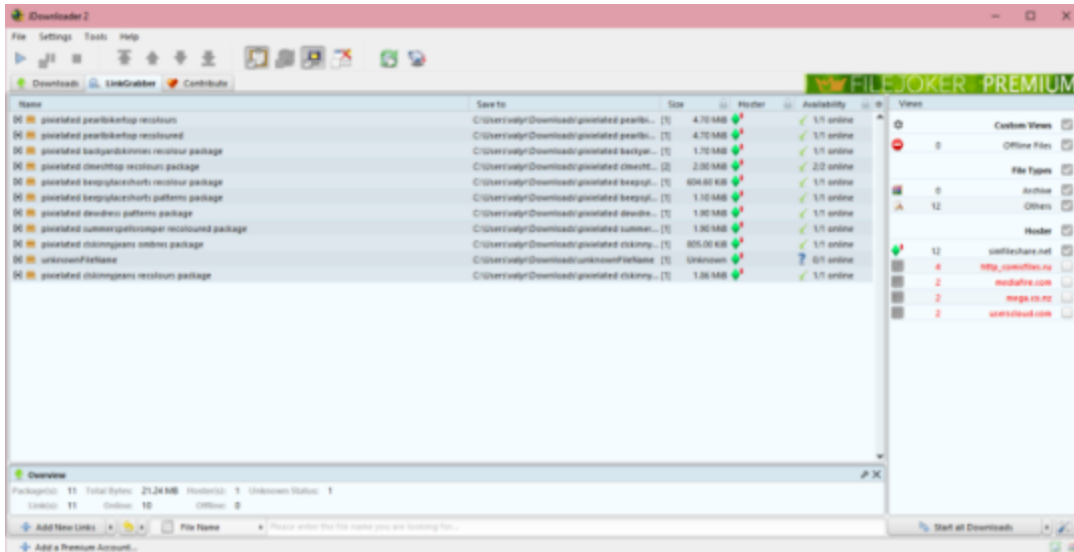 JDownloader 2
File Settings Tools Help
Downloads LinkGrabber Contribute
FILEJOKER PREMIUM
Name Save to Size Hoster Availability
pixelated pearlbikertop recolours C:\Users\valyr\Downloads\pixelated pearlbi... [1] 4.70 MiB 1/1 online
pixelated pearlbikertop recoloured C:\Users\valyr\Downloads\pixelated pearlbi... [1] 4.70 MiB 1/1 online
pixelated backyardskinnies recolour package C:\Users\valyr\Downloads\pixelated backyar... [1] 1.70 MiB 1/1 online
pixelated cmeshtop recolours package C:\Users\valyr\Downloads\pixelated cmesht... [2] 2.00 MiB 2/2 online
pixelated beepsylaceshorts recolour package C:\Users\valyr\Downloads\pixelated beepsyl... [1] 604.60 KiB 1/1 online
pixelated beepsylaceshorts patterns package C:\Users\valyr\Downloads\pixelated beepsyl... [1] 1.10 MiB 1/1 online
pixelated dewdress patterns package C:\Users\valyr\Downloads\pixelated dewdre... [1] 1.90 MiB 1/1 online
pixelated summerspellsromper recoloured package C:\Users\valyr\Downloads\pixelated summer... [1] 1.90 MiB 1/1 online
pixelated clskinnyjeans ombres package C:\Users\valyr\Downloads\pixelated clskinny... [1] 805.00 KiB 1/1 online
unknownFileName C:\Users\valyr\Downloads\unknownFileName [1] Unknown 0/1 online
pixelated clskinnyjeans recolours package C:\Users\valyr\Downloads\pixelated clskinny... [1] 1.86 MiB 1/1 online
Views
Custom Views
0 Offline Files
File Types
0 Archive
12 Others
Hoster
12 simfileshare.net
4
2 mediafire.com
2 mega.co.nz
2 userscloud.com
Overview
Package(s): 11 Total Bytes: 21.24 MiB Hoster(s): 1 Unknown Status: 1
Link(s): 11 Online: 10 Offline: 0
Add New Links File Name Please enter the file name you are looking for... Start all Downloads
Add a Premium Account...